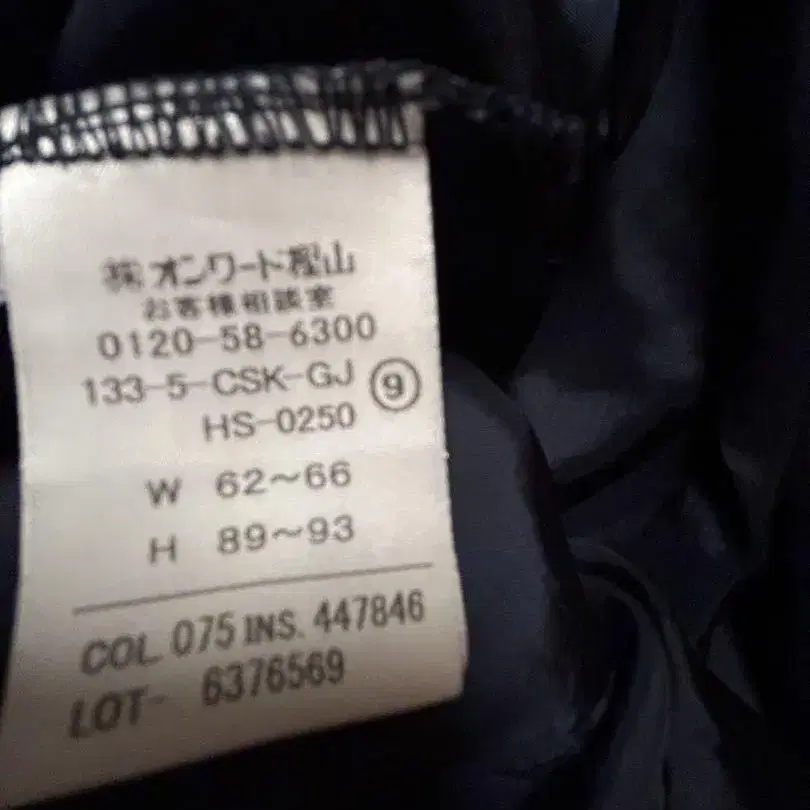 ㈱オンワード樫山
お客様相談室
0120-58-6300
133-5-CSK-GJ ⑨
HS-0250
W 62～66
H 89～93
COL 075 INS. 447846
LOT- 6376569